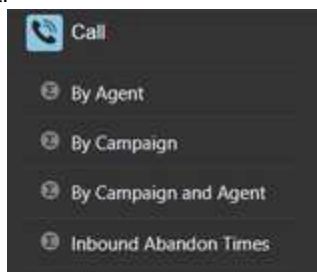 Call
By Agent
By Campaign
By Campaign and Agent
Inbound Abandon Times